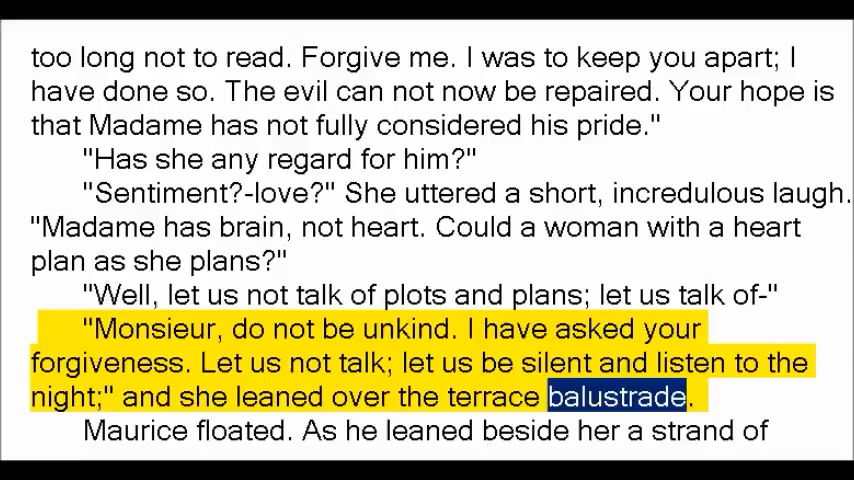 too long not to read. Forgive me. I was to keep you apart; I
have done so. The evil can not now be repaired. Your hope is
that Madame has not fully considered his pride."
"Has she any regard for him?"
"Sentiment?-love?" She uttered a short, incredulous laugh.
"Madame has brain, not heart. Could a woman with a heart
plan as she plans?"
"Well, let us not talk of plots and plans; let us talk of-"
"Monsieur, do not be unkind. I have asked your
forgiveness. Let us not talk; let us be silent and listen to the
night;" and she leaned over the terrace balustrade.
Maurice floated. As he leaned beside her a strand of